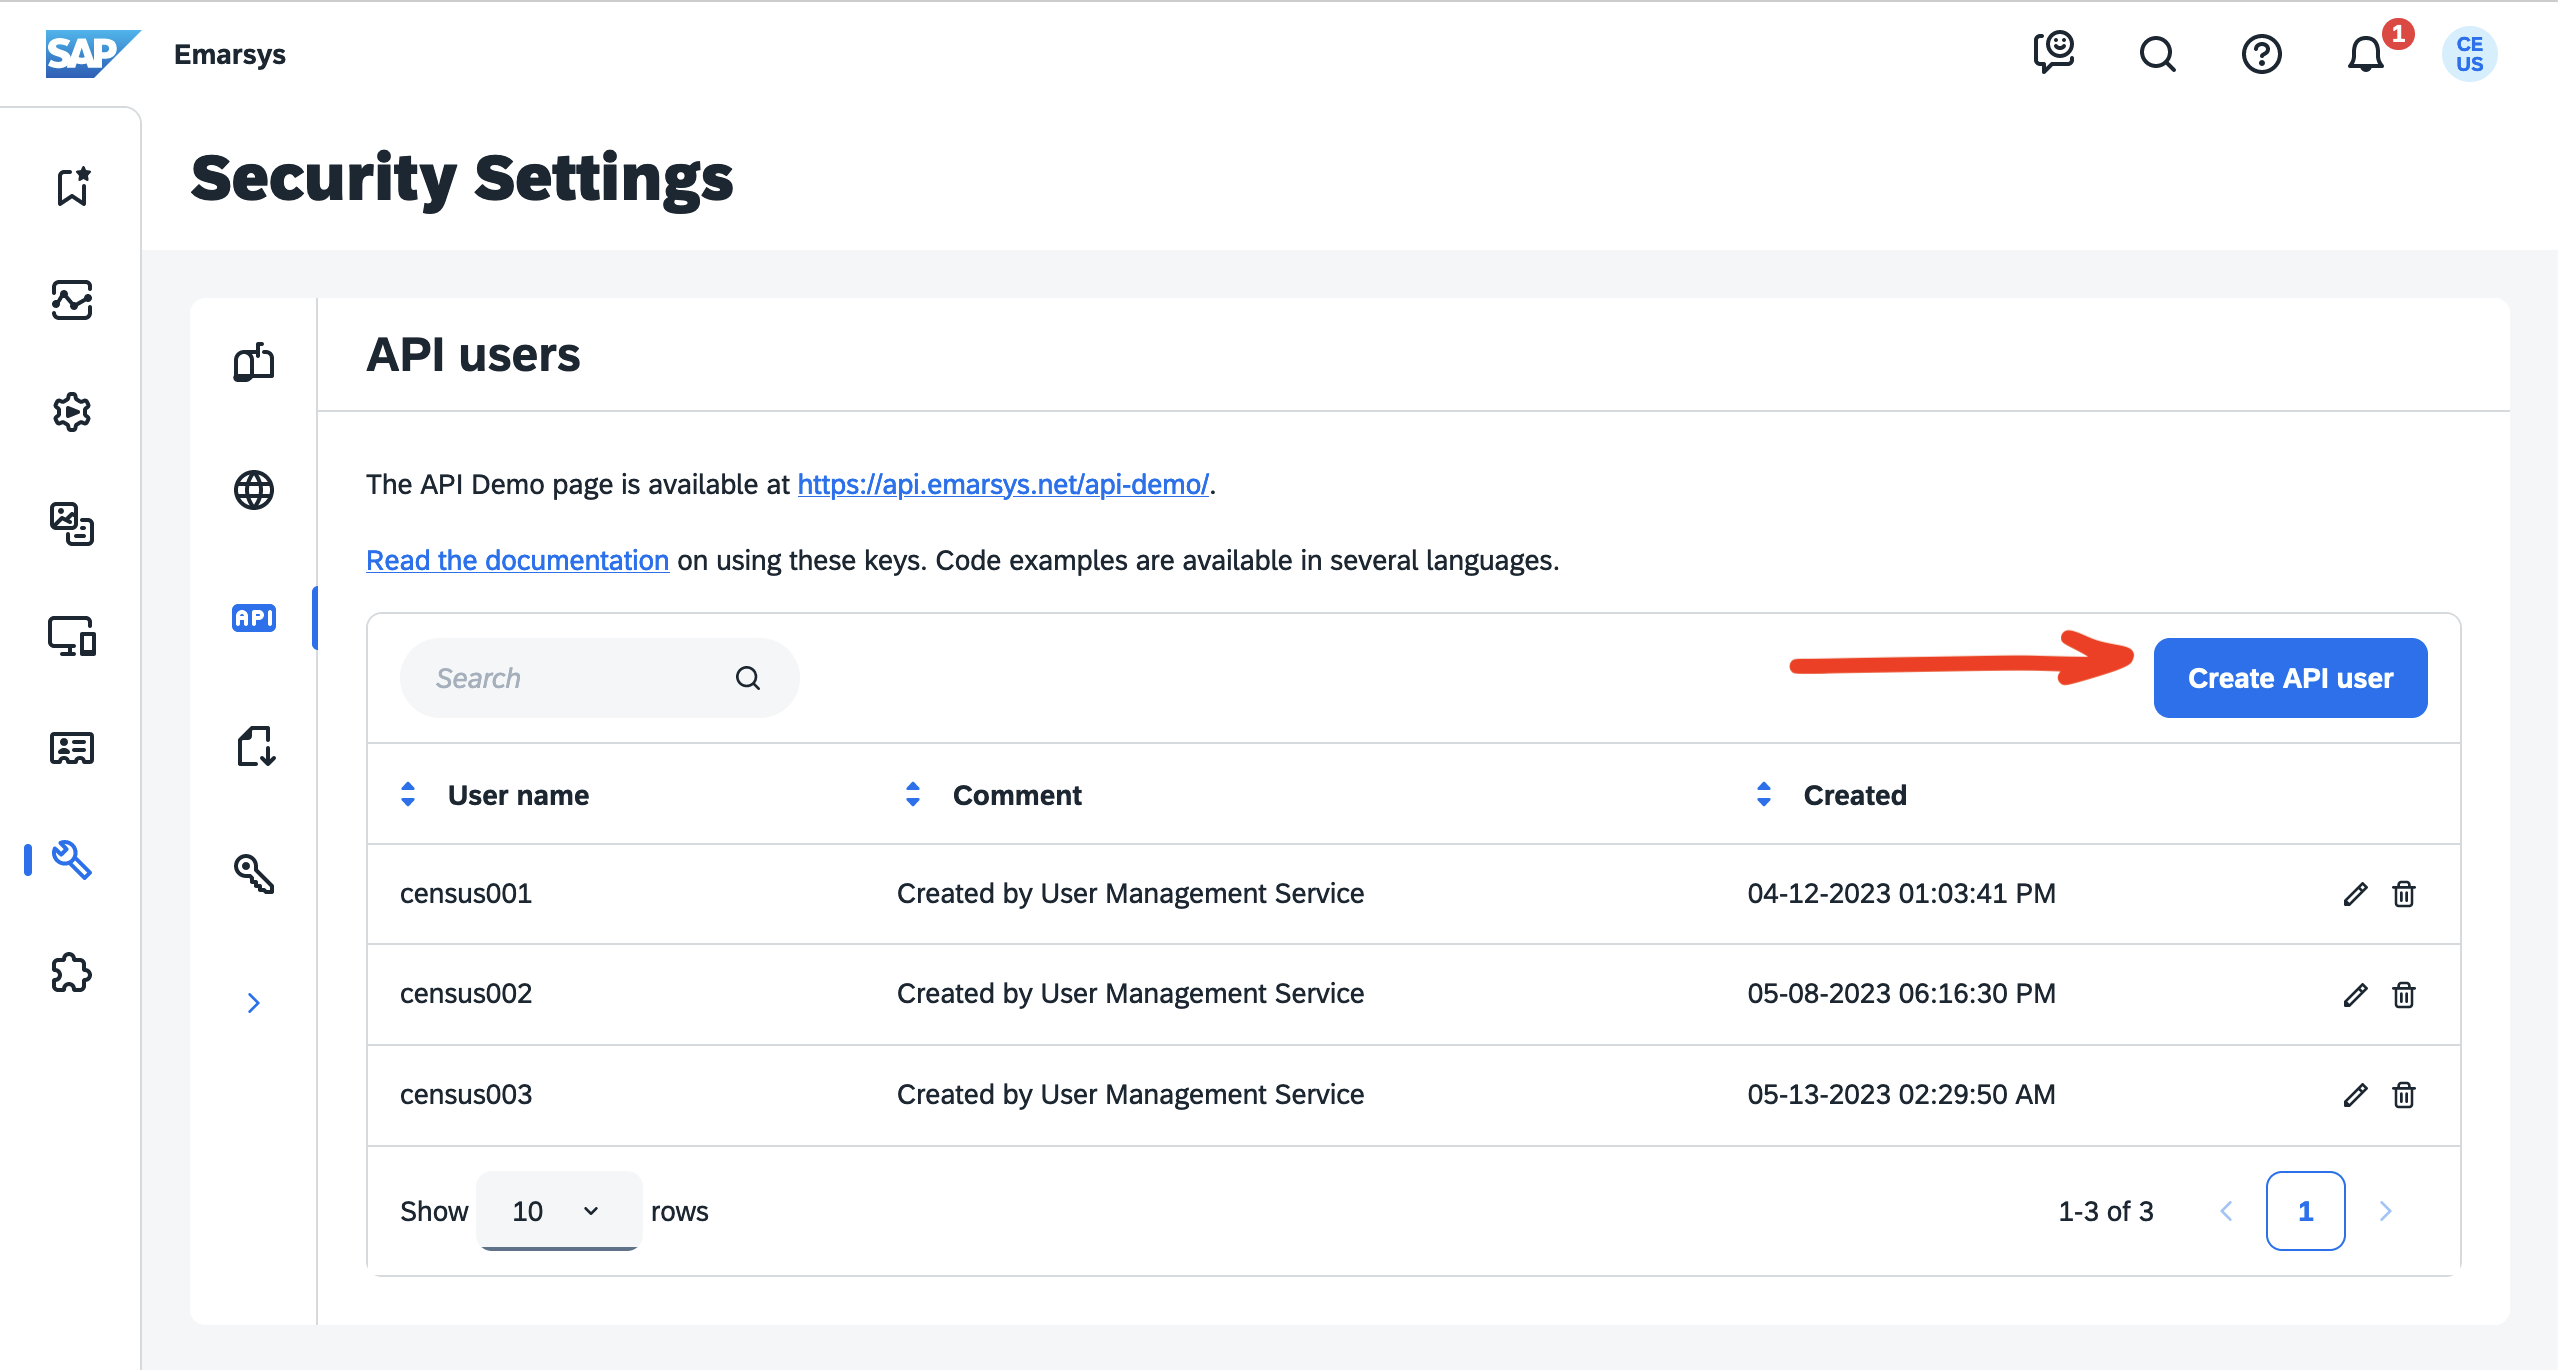 SAP Emarsys 1 CE
US
Security Settings
API users
The API Demo page is available at https://api.emarsys.net/api-demo/.
Read the documentation on using these keys. Code examples are available in several languages.
API
Search Create API user
User name Comment Created
census001 Created by User Management Service 04-12-2023 01:03:41 PM
census002 Created by User Management Service 05-08-2023 06:16:30 PM
census003 Created by User Management Service 05-13-2023 02:29:50 AM
Show 10 rows 1-3 of 3 1